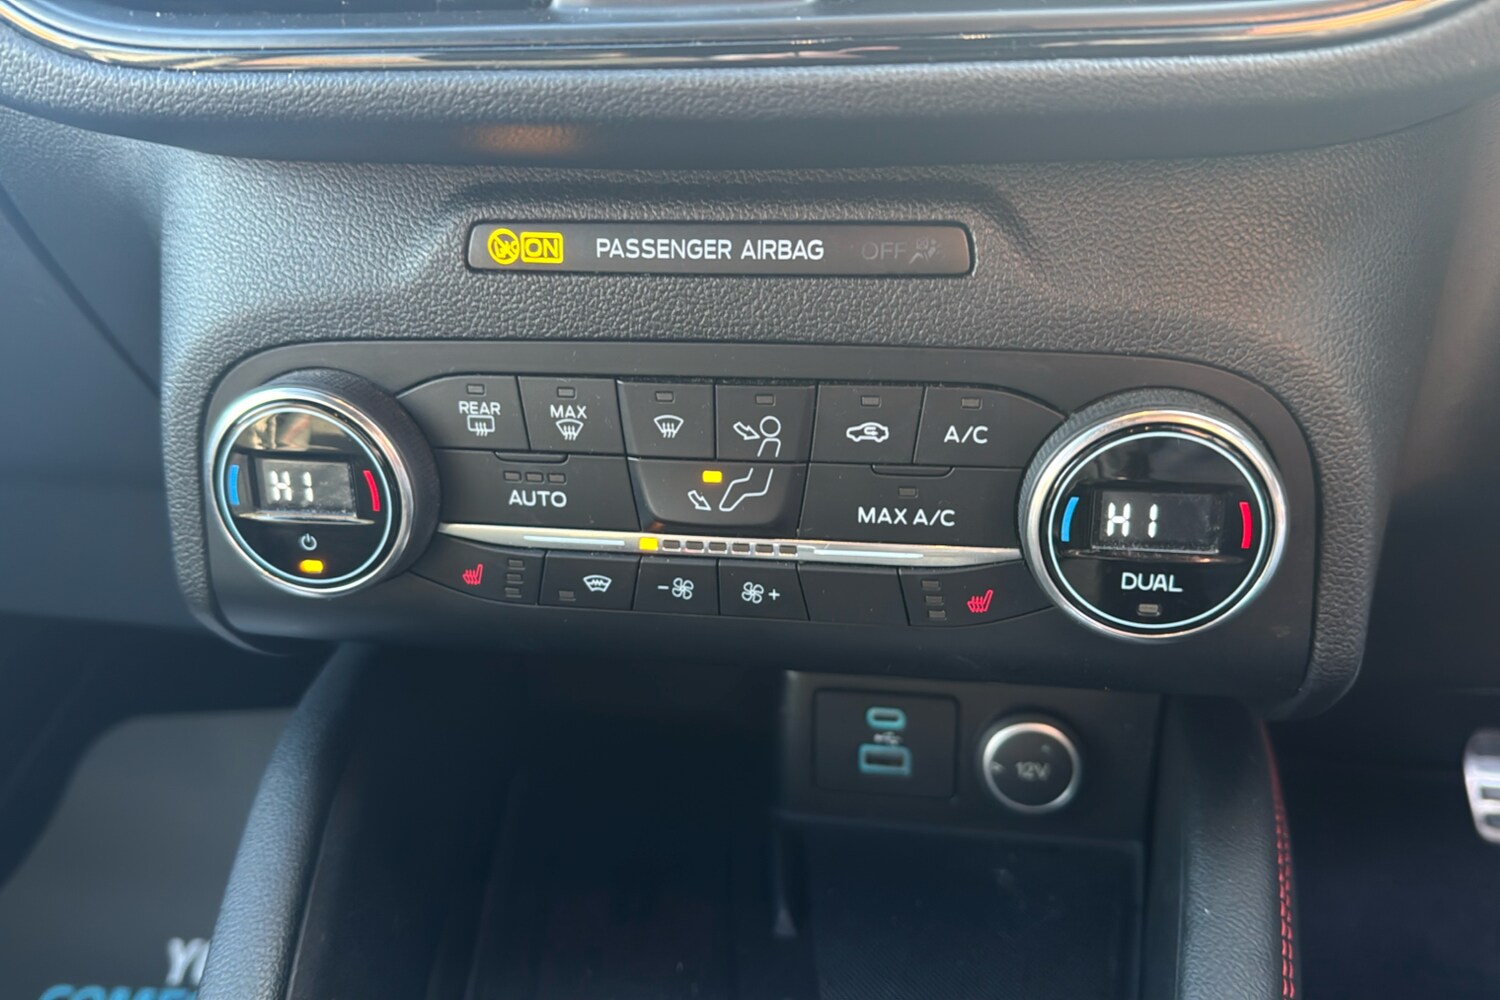 ON PASSENGER AIRBAG OFF
REAR MAX A/C
HI AUTO MAX A/C HI
DUAL
- +
12V